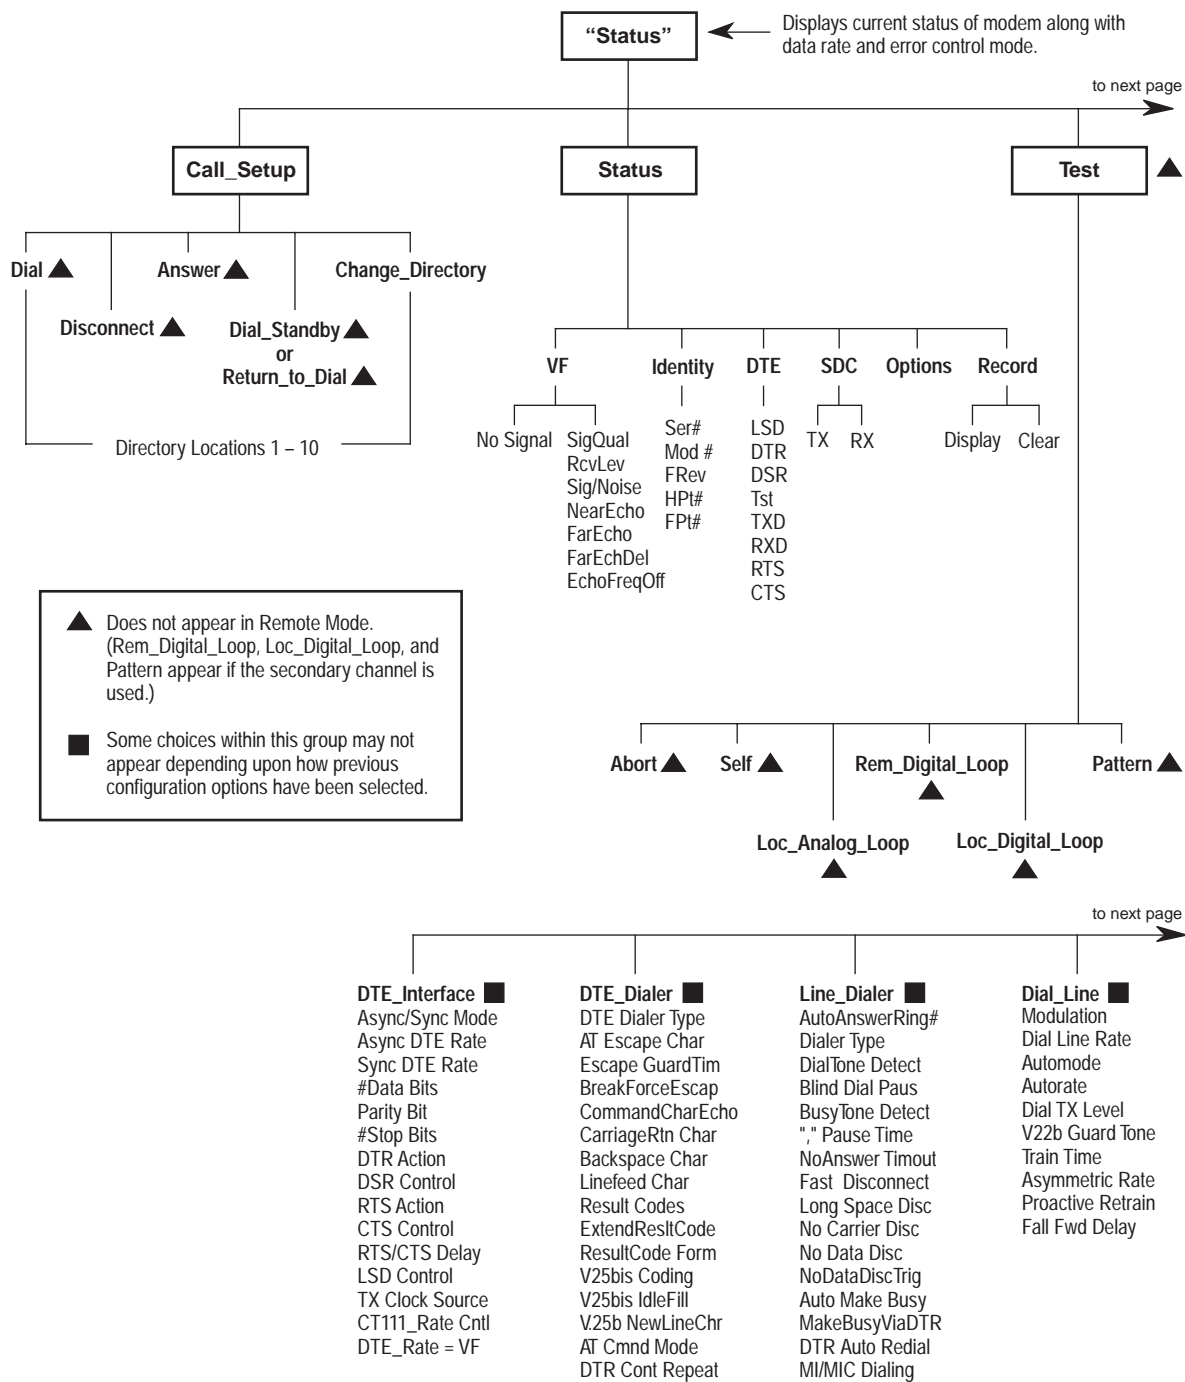 “Status”
Displays current status of modem along with
data rate and error control mode.
to next page
Call_Setup
Status
Test
Dial
Answer
Change_Directory
Disconnect
Dial_Standby
or
Return_to_Dial
Directory Locations 1 – 10
VF
Identity
DTE
SDC
Options
Record
No Signal
SigQual
RcvLev
Sig/Noise
NearEcho
FarEcho
FarEchDel
EchoFreqOff
Ser#
Mod #
FRev
HPt#
FPt#
LSD
DTR
DSR
Tst
TXD
RXD
RTS
CTS
TX
RX
Display
Clear
Does not appear in Remote Mode.
(Rem_Digital_Loop, Loc_Digital_Loop, and
Pattern appear if the secondary channel is
used.)
Some choices within this group may not
appear depending upon how previous
configuration options have been selected.
Abort
Self
Rem_Digital_Loop
Pattern
Loc_Analog_Loop
Loc_Digital_Loop
to next page
DTE_Interface
Async/Sync Mode
Async DTE Rate
Sync DTE Rate
#Data Bits
Parity Bit
#Stop Bits
DTR Action
DSR Control
RTS Action
CTS Control
RTS/CTS Delay
LSD Control
TX Clock Source
CT111_Rate Cntl
DTE_Rate = VF
DTE_Dialer
DTE Dialer Type
AT Escape Char
Escape GuardTim
BreakForceEscap
CommandCharEcho
CarriageRtn Char
Backspace Char
Linefeed Char
Result Codes
ExtendResltCode
ResultCode Form
V25bis Coding
V25bis IdleFill
V.25b NewLineChr
AT Cmnd Mode
DTR Cont Repeat
Line_Dialer
AutoAnswerRing#
Dialer Type
DialTone Detect
Blind Dial Paus
BusyTone Detect
"," Pause Time
NoAnswer Timout
Fast Disconnect
Long Space Disc
No Carrier Disc
No Data Disc
NoDataDiscTrig
Auto Make Busy
MakeBusyViaDTR
DTR Auto Redial
MI/MIC Dialing
Dial_Line
Modulation
Dial Line Rate
Automode
Autorate
Dial TX Level
V22b Guard Tone
Train Time
Asymmetric Rate
Proactive Retrain
Fall Fwd Delay